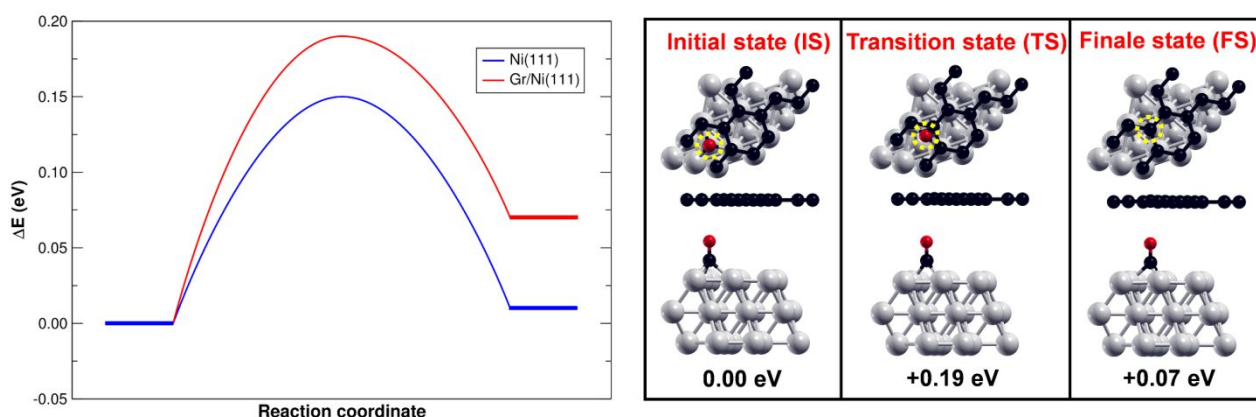 0.20
0.15
0.10
0.05
0.00
-0.05
ΔE (eV)
Reaction coordinate
Ni(111)
Gr/Ni(111)
Initial state (IS)
Transition state (TS)
Finale state (FS)
0.00 eV
+0.19 eV
+0.07 eV